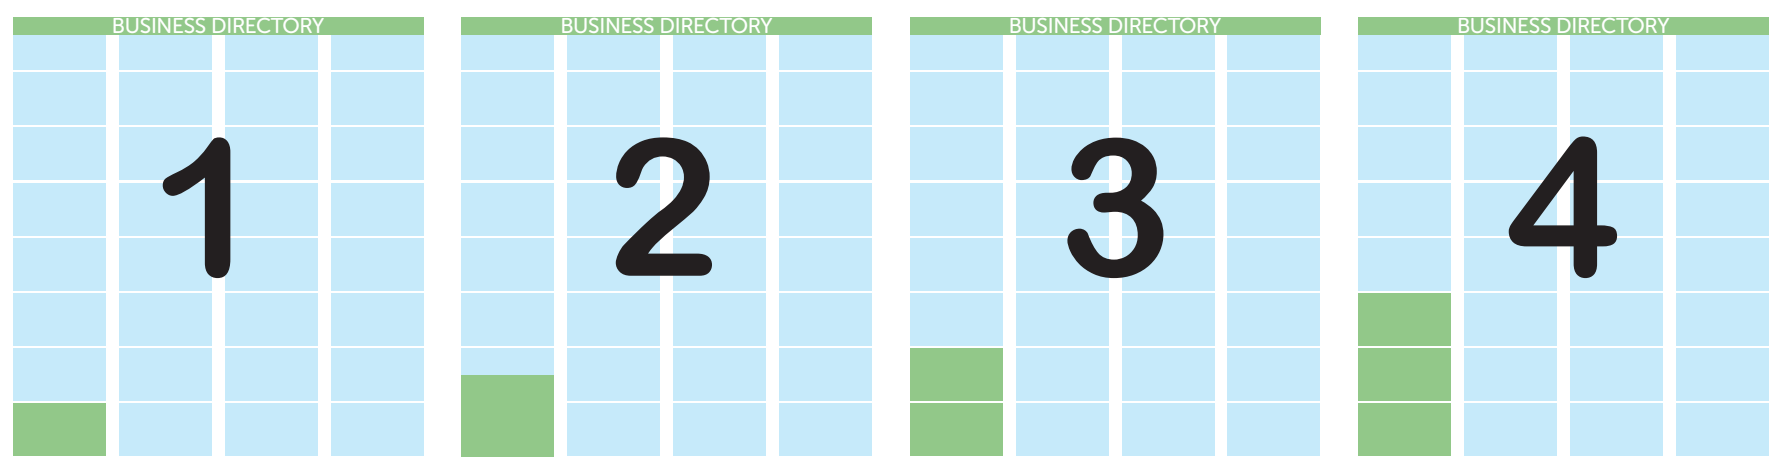 BUSINESS DIRECTORY
1
BUSINESS DIRECTORY
2
BUSINESS DIRECTORY
3
BUSINESS DIRECTORY
4